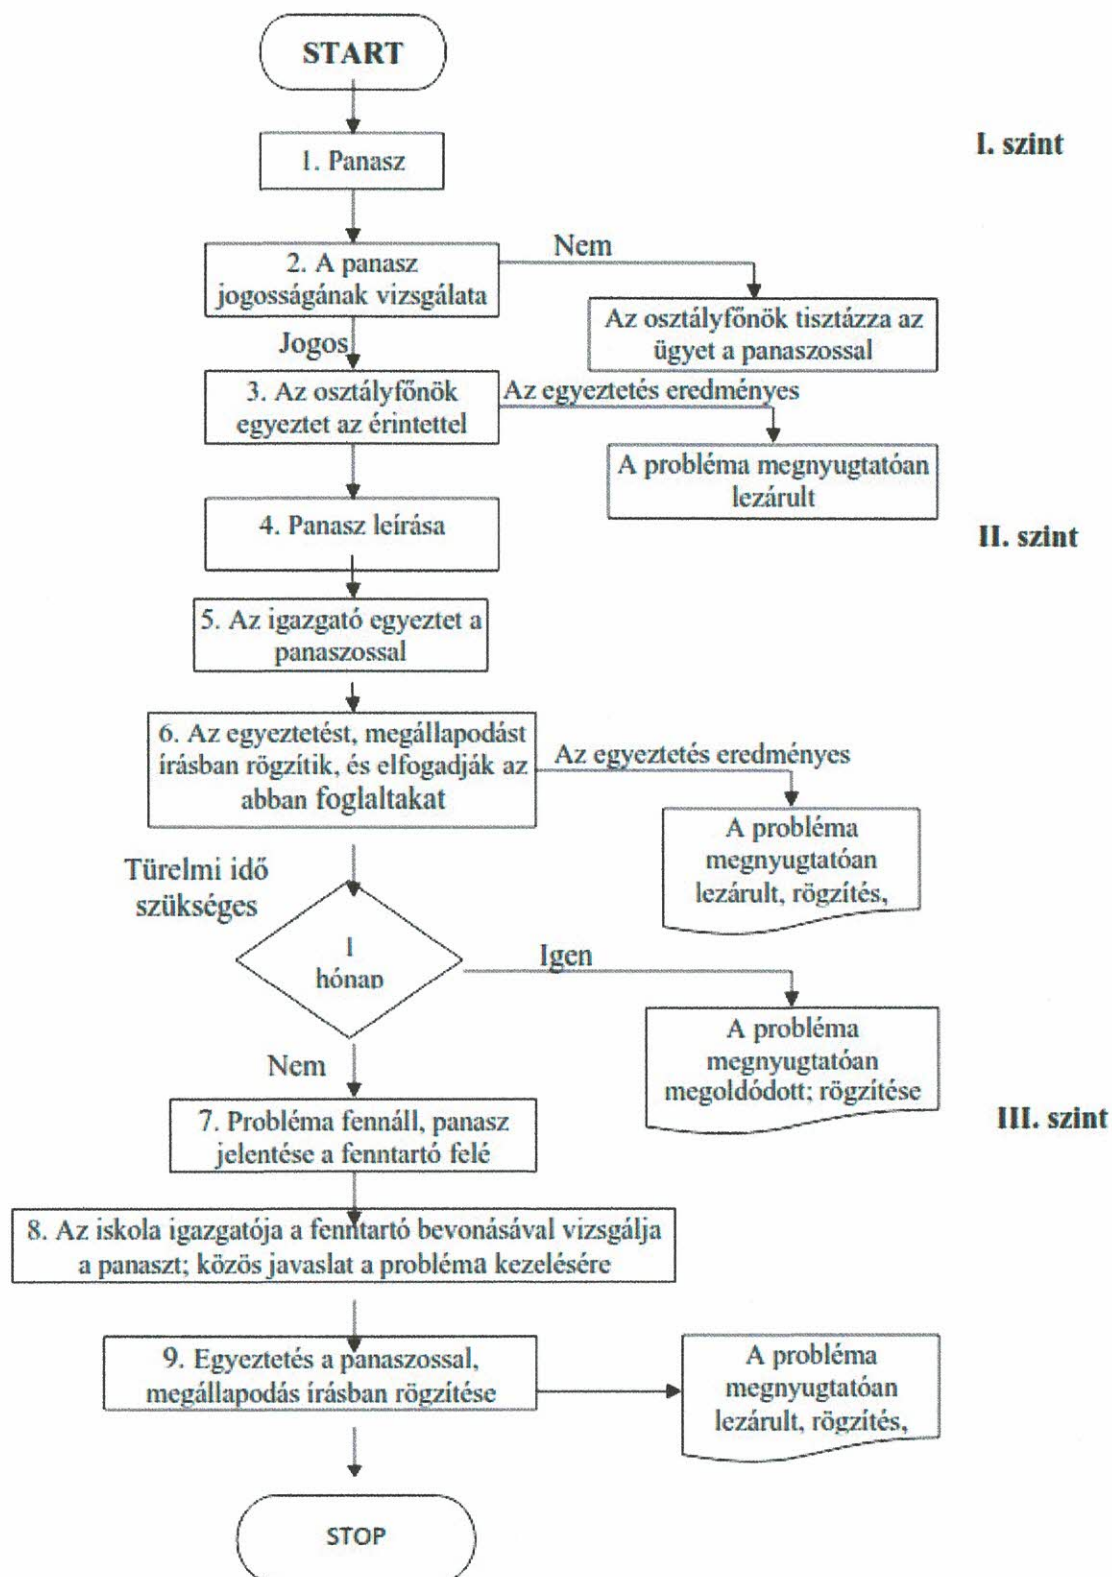 START
I. szint
1. Panasz
Nem
2. A panasz
jogosságának vizsgálata
Az osztályfőnök tisztázza az
ügyet a panaszossal
Jogos
3. Az osztályfőnök
egyeztet az érintettel
Az egyeztetés eredményes
A probléma megnyugtatóan
lezárult
4. Panasz leírása
II. szint
5. Az igazgató egyeztet a
panaszossal
6. Az egyeztetést, megállapodást
írásban rögzítik, és elfogadják az
abban foglaltakat
Az egyeztetés eredményes
A probléma
megnyugtatóan
lezárult, rögzítés,
Türelmi idő
szükséges
1
hónap
Igen
A probléma
megnyugtatóan
megoldódott; rögzítése
Nem
7. Probléma fennáll, panasz
jelentése a fenntartó felé
III. szint
8. Az iskola igazgatója a fenntartó bevonásával vizsgálja
a panaszt; közös javaslat a probléma kezelésére
9. Egyeztetés a panaszossal,
megállapodás írásban rögzítése
A probléma
megnyugtatóan
lezárult, rögzítés,
STOP